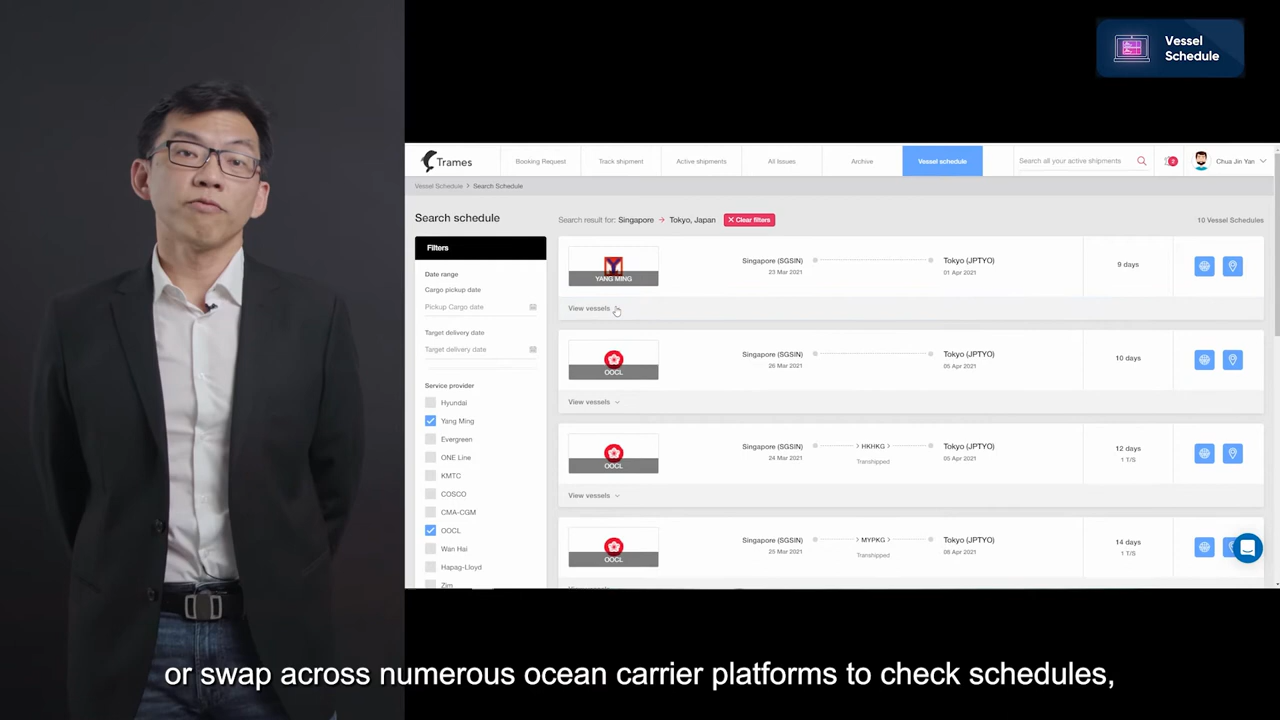 Vessel
Schedule
Trames
Booking Request
Track shipment
Active shipments
All Issues
Archive
Vessel schedule
Search all your active shipments
2
Chua Jin Yan
Vessel Schedule > Search Schedule
Search schedule
Search result for: Singapore → Tokyo, Japan
X Clear filters
10 Vessel Schedules
Filters
Date range
Cargo pickup date
Pickup Cargo date
Target delivery date
Target delivery date
Service provider
Hyundai
Yang Ming
Evergreen
ONE Line
KMTC
COSCO
CMA-CGM
OOCL
Wan Hai
Hapag-Lloyd
Zim
YANG MING
Singapore (SGSIN)
23 Mar 2021
Tokyo (JPTYO)
01 Apr 2021
9 days
View vessels
OOCL
Singapore (SGSIN)
26 Mar 2021
Tokyo (JPTYO)
05 Apr 2021
10 days
View vessels
OOCL
Singapore (SGSIN)
24 Mar 2021
> HKHKG >
Transhipped
Tokyo (JPTYO)
05 Apr 2021
12 days
1 T/S
View vessels
OOCL
Singapore (SGSIN)
25 Mar 2021
> MYPKG >
Transhipped
Tokyo (JPTYO)
08 Apr 2021
14 days
1 T/S
or swap across numerous ocean carrier platforms to check schedules,